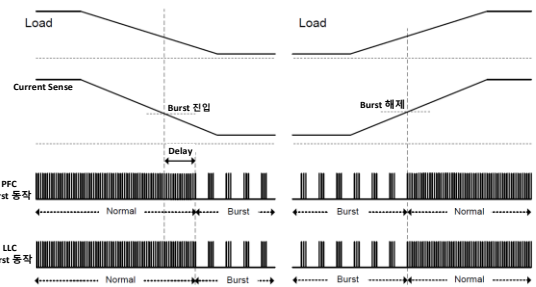 Load
Load
Current Sense
Burst 진입
Burst 해제
Delay
PFC
rst 동작
Normal
Burst
Burst
Normal
LLC
rst 동작
Normal
Burst
Burst
Normal